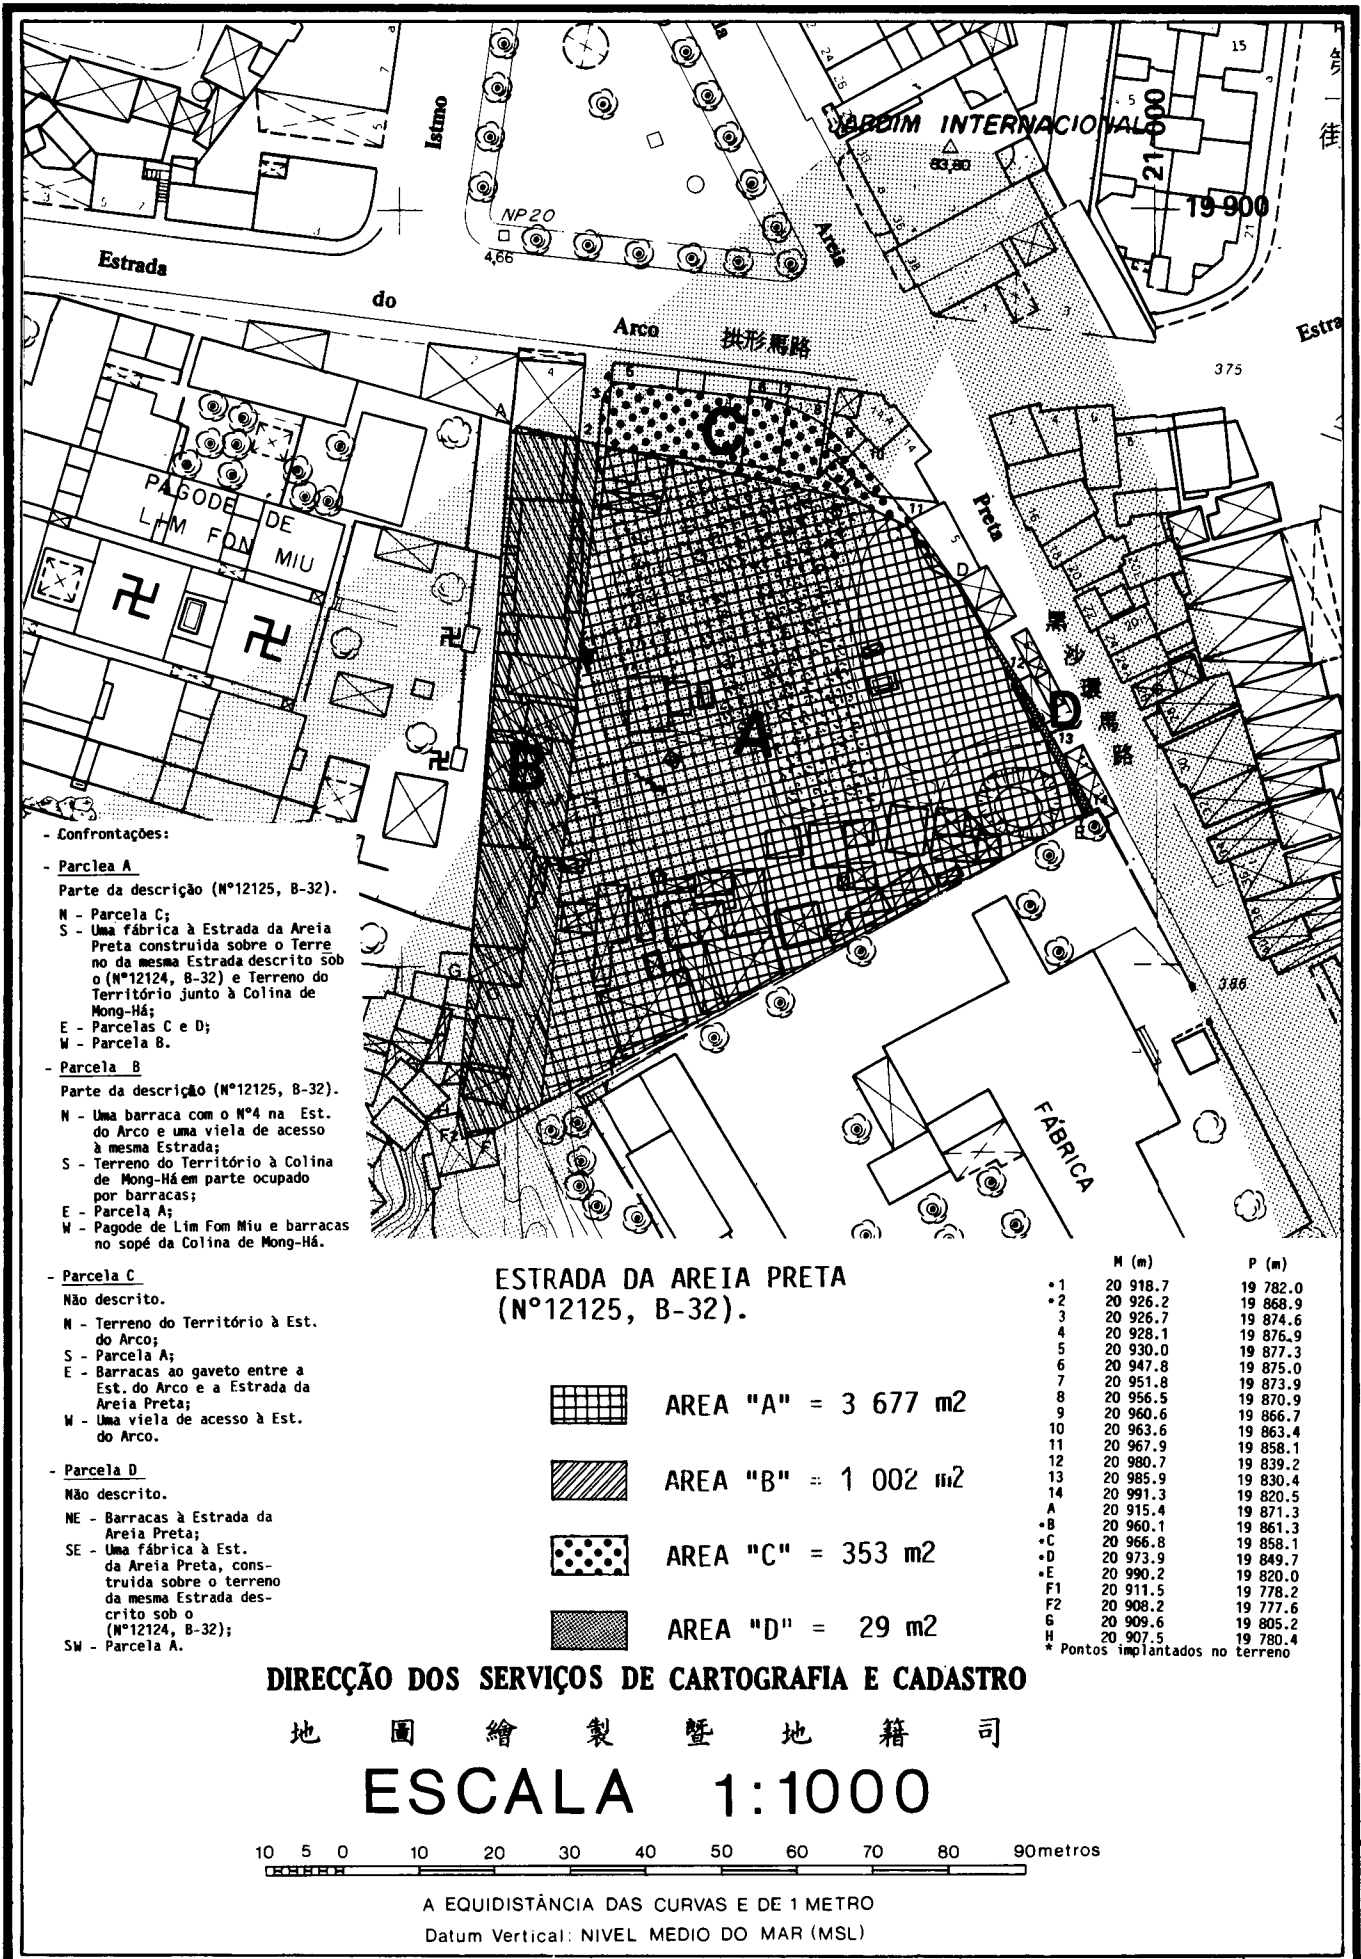 Istmo
da
JARDIM INTERNACIONAL
83,80
21 000
19 900
15
5
NP20
4,66
Areia
Estrada
do
Arco
拱形馬路
Estra
375
PAGODE DE
LIM FON MIU
Preta
馬沙環馬路
A
B
C
D
386
FÁBRICA
- Confrontações:
- Parclea A
Parte da descrição (Nº12125, B-32).
N - Parcela C;
S - Uma fábrica à Estrada da Areia
Preta construida sobre o Terre
no da mesma Estrada descrito sob
o (Nº12124, B-32) e Terreno do
Território junto à Colina de
Mong-Há;
E - Parcelas C e D;
W - Parcela B.
- Parcela B
Parte da descrição (Nº12125, B-32).
N - Uma barraca com o Nº4 na Est.
do Arco e uma viela de acesso
à mesma Estrada;
S - Terreno do Território à Colina
de Mong-Há em parte ocupado
por barracas;
E - Parcela A;
W - Pagode de Lim Fom Miu e barracas
no sopé da Colina de Mong-Há.
- Parcela C
Não descrito.
N - Terreno do Território à Est.
do Arco;
S - Parcela A;
E - Barracas ao gaveto entre a
Est. do Arco e a Estrada da
Areia Preta;
W - Uma viela de acesso à Est.
do Arco.
- Parcela D
Não descrito.
NE - Barracas à Estrada da
Areia Preta;
SE - Uma fábrica à Est.
da Areia Preta, cons-
truida sobre o terreno
da mesma Estrada des-
crito sob o
(Nº12124, B-32);
SW - Parcela A.
ESTRADA DA AREIA PRETA
(Nº12125, B-32).
AREA "A" = 3 677 m2
AREA "B" = 1 002 m2
AREA "C" = 353 m2
AREA "D" = 29 m2
M (m) P (m)
•1 20 918.7 19 782.0
•2 20 926.2 19 868.9
3 20 926.7 19 874.6
4 20 928.1 19 876.9
5 20 930.0 19 877.3
6 20 947.8 19 875.0
7 20 951.8 19 873.9
8 20 956.5 19 870.9
9 20 960.6 19 866.7
10 20 963.6 19 863.4
11 20 967.9 19 858.1
12 20 980.7 19 839.2
13 20 985.9 19 830.4
14 20 991.3 19 820.5
A 20 915.4 19 871.3
•B 20 960.1 19 861.3
•C 20 966.8 19 858.1
•D 20 973.9 19 849.7
•E 20 990.2 19 820.0
F1 20 911.5 19 778.2
F2 20 908.2 19 777.6
G 20 909.6 19 805.2
H 20 907.5 19 780.4
* Pontos implantados no terreno
DIRECÇÃO DOS SERVIÇOS DE CARTOGRAFIA E CADASTRO
地圖繪製暨地籍司
ESCALA 1:1000
10 5 0 10 20 30 40 50 60 70 80 90 metros
A EQUIDISTÂNCIA DAS CURVAS E DE 1 METRO
Datum Vertical: NIVEL MEDIO DO MAR (MSL)